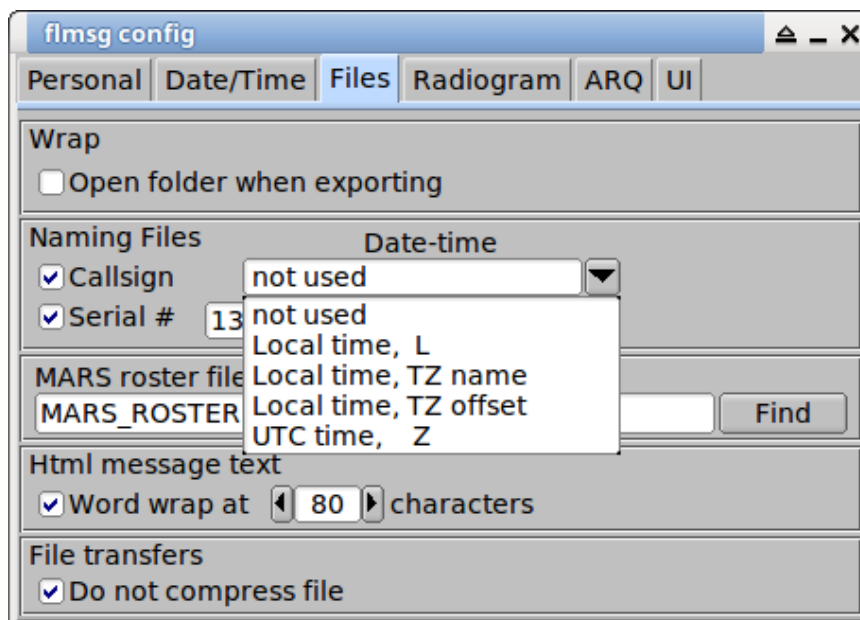 flmsg config
Personal Date/Time Files Radiogram ARQ UI
Wrap
Open folder when exporting
Naming Files Date-time
Callsign not used
Serial # 13
not used
Local time, L
Local time, TZ name
Local time, TZ offset
UTC time, Z
MARS roster file
MARS_ROSTER Find
Html message text
Word wrap at 80 characters
File transfers
Do not compress file